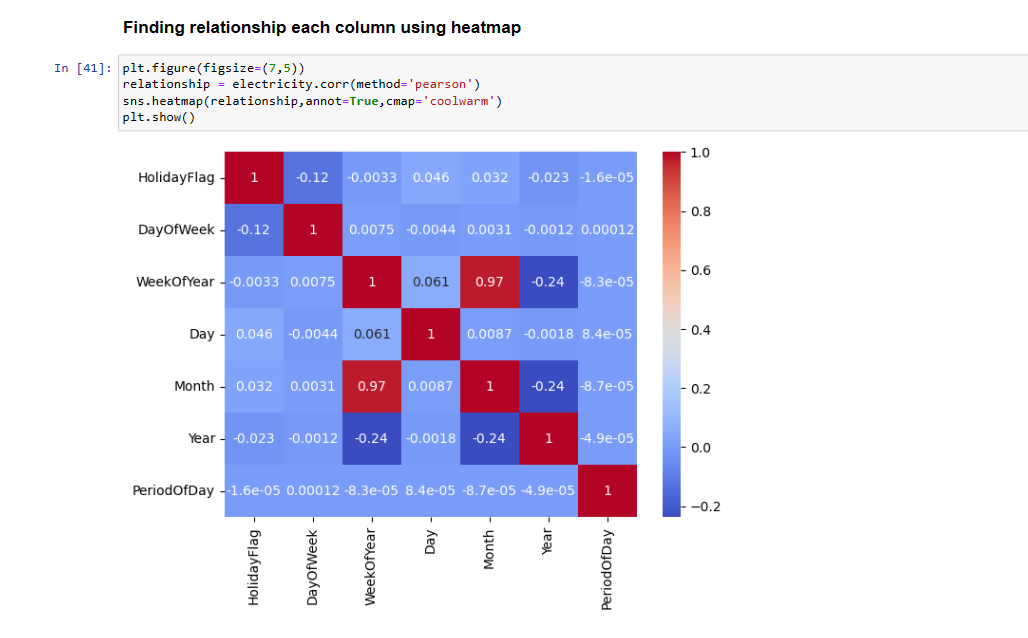 Finding relationship each column using heatmap
In [41]: plt.figure(figsize=(7,5))
relationship = electricity.corr(method='pearson')
sns.heatmap(relationship,annot=True,cmap='coolwarm')
plt.show()
HolidayFlag 1 -0.12 -0.0033 0.046 0.032 -0.023 -1.6e-05
DayOfWeek -0.12 1 0.0075 -0.0044 0.0031 -0.0012 0.00012
WeekOfYear -0.0033 0.0075 1 0.061 0.97 -0.24 -8.3e-05
Day 0.046 -0.0044 0.061 1 0.0087 -0.0018 8.4e-05
Month 0.032 0.0031 0.97 0.0087 1 -0.24 -8.7e-05
Year -0.023 -0.0012 -0.24 -0.0018 -0.24 1 -4.9e-05
PeriodOfDay -1.6e-05 0.00012 -8.3e-05 8.4e-05 -8.7e-05 -4.9e-05 1
HolidayFlag DayOfWeek WeekOfYear Day Month Year PeriodOfDay
1.0
0.8
0.6
0.4
0.2
0.0
−0.2